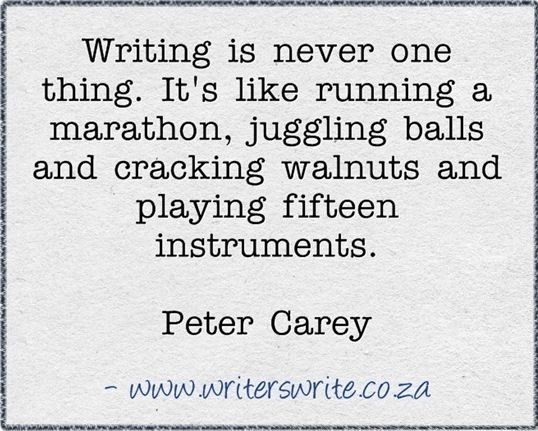 Writing is never one
thing. It's like running a
marathon, juggling balls
and cracking walnuts and
playing fifteen
instruments.
Peter Carey
- www.writerswrite.co.za